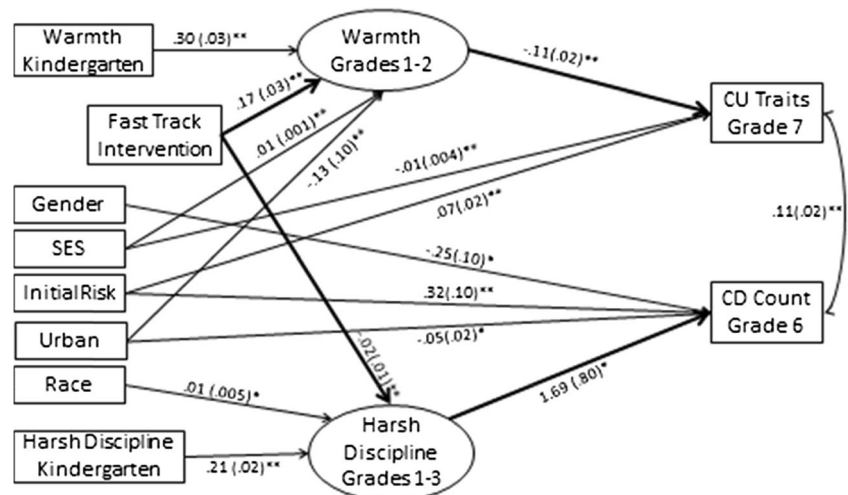 Warmth
Kindergarten
.30 (.03)**
Warmth
Grades 1-2
-.11(.02)**
CU Traits
Grade 7
Fast Track
Intervention
.17 (.03)**
.01 (.001)**
-.13 (.10)**
-.01(.004)**
.07(.02)**
.11(.02)**
Gender
SES
Initial Risk
Urban
Race
-.25(.10)*
.32(.10)**
-.05(.02)*
CD Count
Grade 6
-.02(.01)**
.01 (.005)*
1.69 (.80)*
Harsh Discipline
Kindergarten
.21 (.02)**
Harsh
Discipline
Grades 1-3